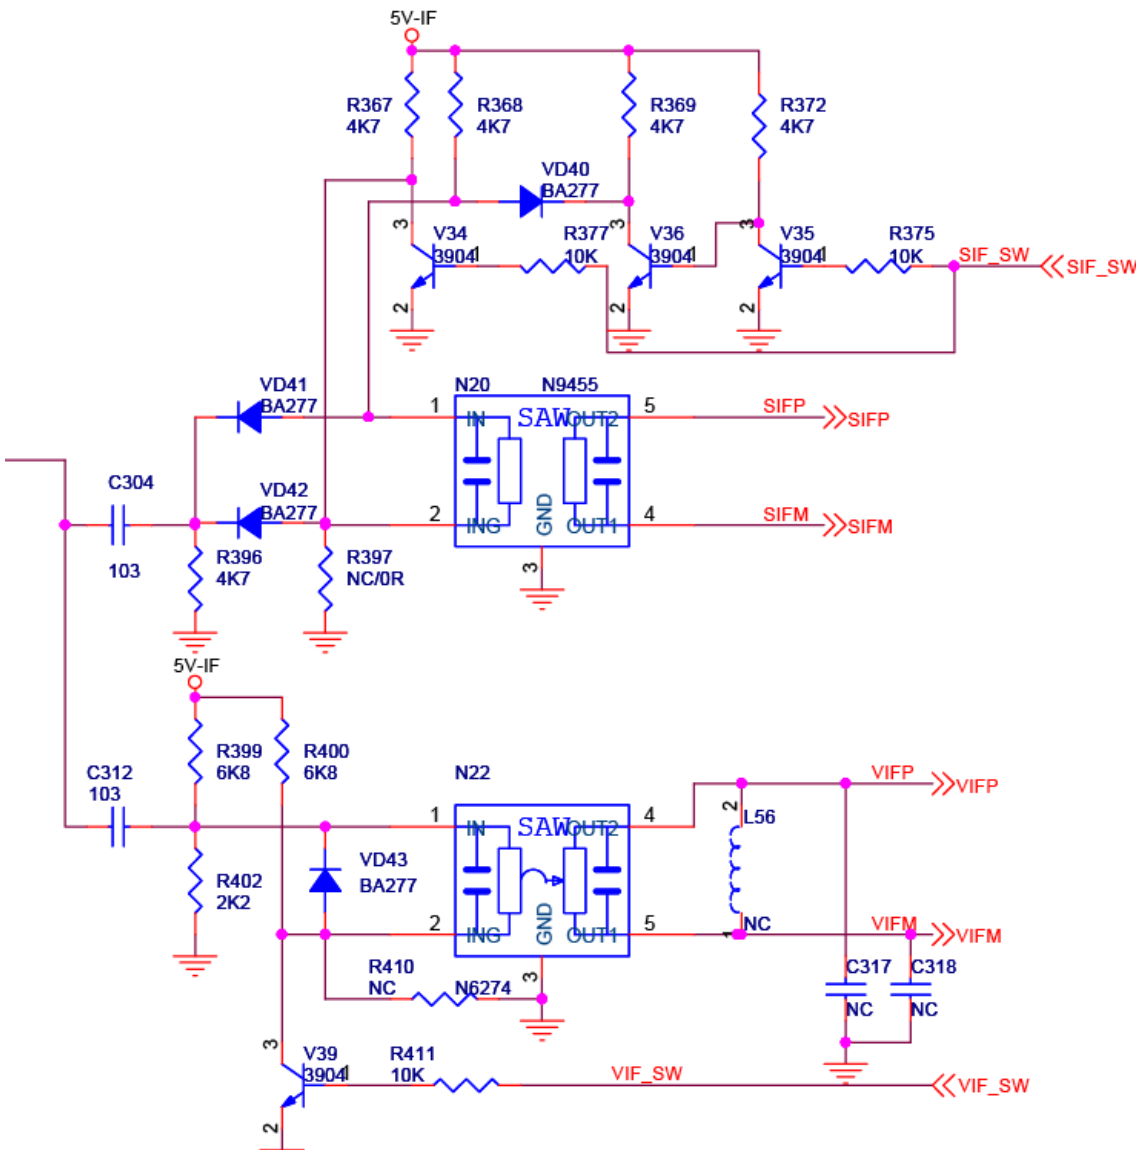 5V-IF
R367
4K7
R368
4K7
R369
4K7
R372
4K7
VD40
BA277
3
V34
3904
1
2
R377
10K
3
V36
3904
1
2
3
V35
3904
1
2
R375
10K
SIF_SW
SIF_SW
VD41
BA277
1
N20
N9455
IN
SAW
OUT2
5
SIFP
SIFP
C304
103
VD42
BA277
2
ING
GND
OUT1
4
SIFM
SIFM
3
R396
4K7
R397
NC/0R
5V-IF
R399
6K8
R400
6K8
C312
103
N22
1
IN
SAW
OUT2
4
VIFP
VIFP
2
L56
NC
1
VD43
BA277
R402
2K2
2
ING
GND
OUT1
5
VIFM
VIFM
3
R410
NC
N6274
C317
NC
C318
NC
3
V39
3904
1
2
R411
10K
VIF_SW
VIF_SW